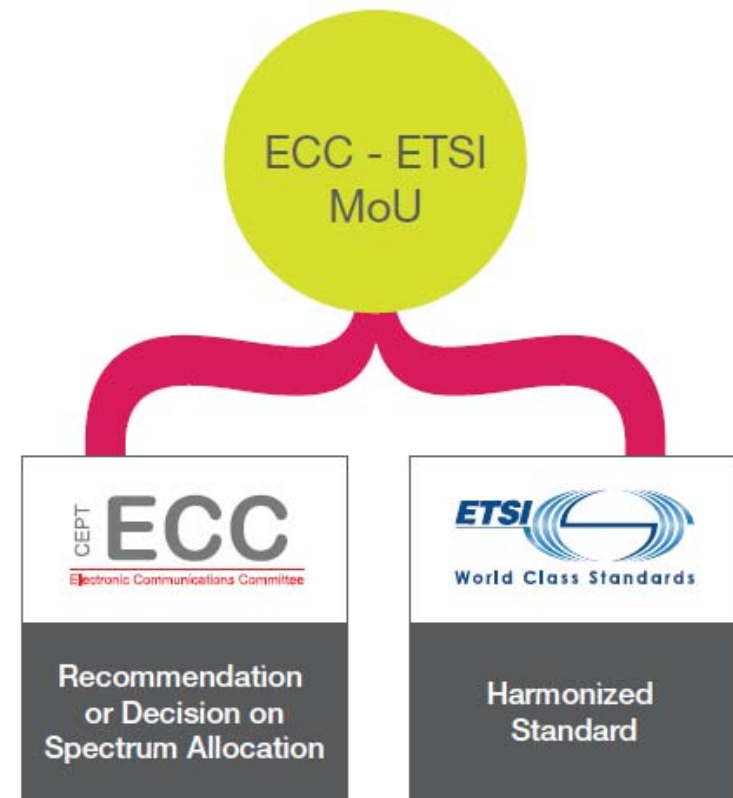 ECC - ETSI
MoU
CEPT
ECC
Electronic Communications Committee
Recommendation
or Decision on
Spectrum Allocation
ETSI
World Class Standards
Harmonized
Standard